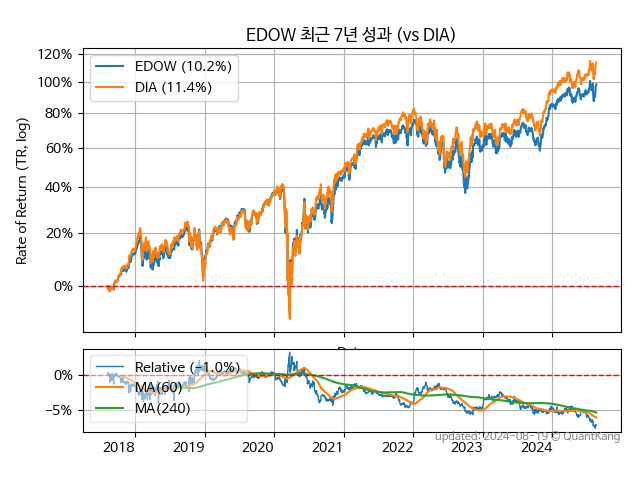 EDOW 최근 7년 성과 (vs DIA)
120%
100%
80%
60%
40%
20%
0%
Rate of Return (TR, log)
EDOW (10.2%)
DIA (11.4%)
0%
−5%
Relative (−1.0%)
MA(60)
MA(240)
2018
2019
2020
2021
2022
2023
2024
updated: 2024-08-19 © QuantKang